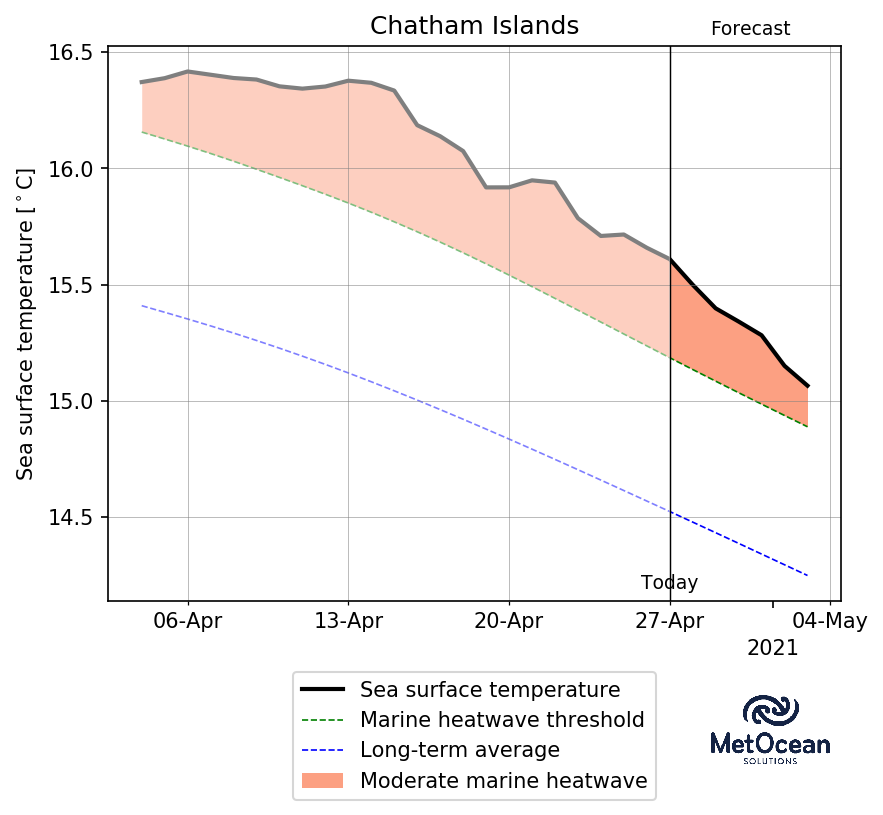 Chatham Islands
Forecast
16.5
16.0
15.5
15.0
14.5
Sea surface temperature [°C]
Today
06-Apr 13-Apr 20-Apr 27-Apr 04-May
2021
Sea surface temperature
Marine heatwave threshold
Long-term average
Moderate marine heatwave
MetOcean
SOLUTIONS